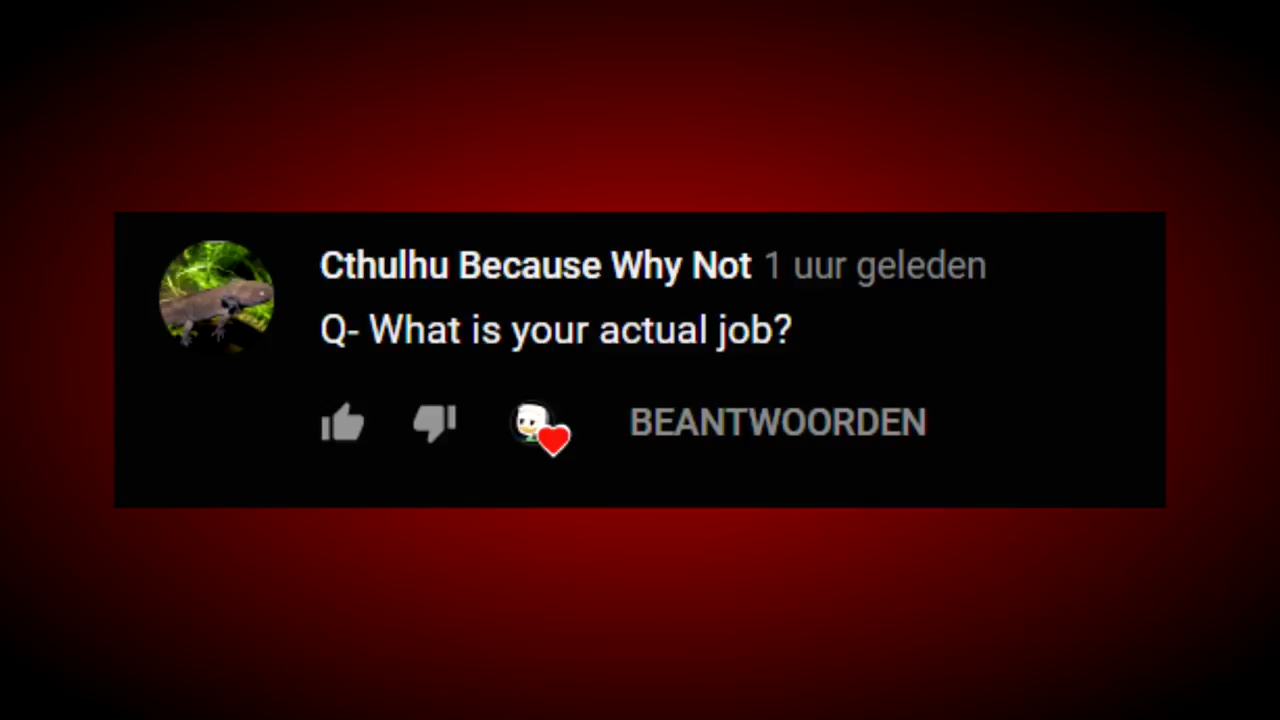 Cthulhu Because Why Not 1 uur geleden
Q- What is your actual job?
BEANTWOORDEN